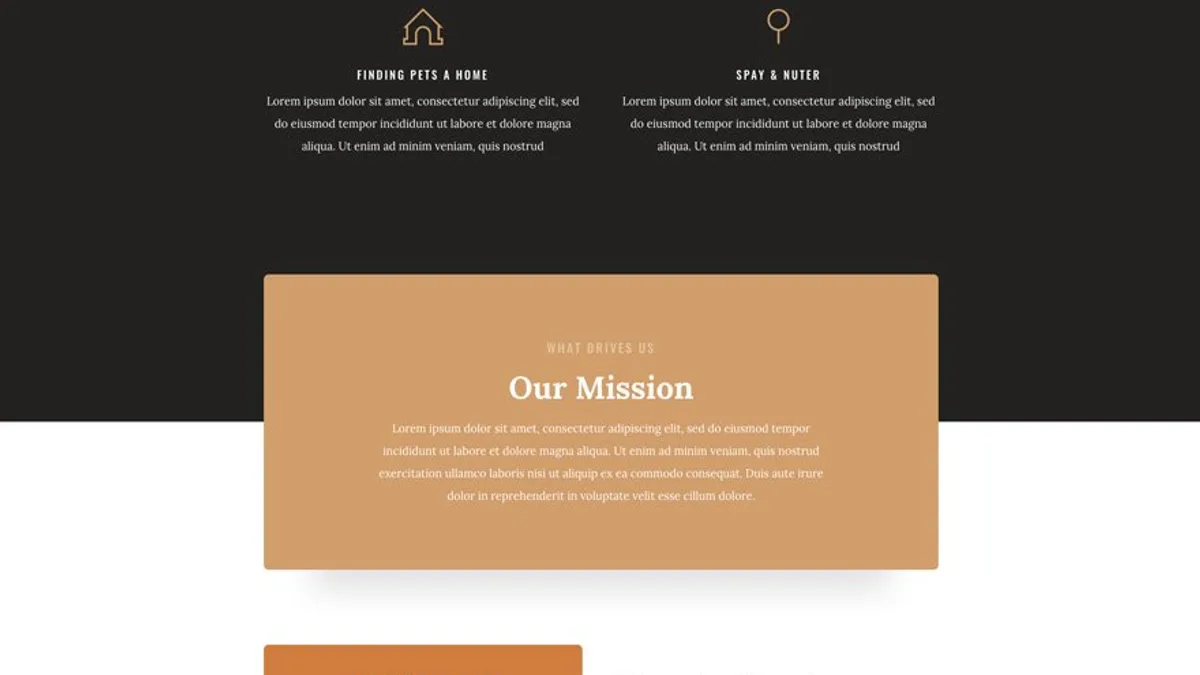 FINDING PETS A HOME
Lorem ipsum dolor sit amet, consectetur adipiscing elit, sed
do eiusmod tempor incididunt ut labore et dolore magna
aliqua. Ut enim ad minim veniam, quis nostrud
SPAY & NUTER
Lorem ipsum dolor sit amet, consectetur adipiscing elit, sed
do eiusmod tempor incididunt ut labore et dolore magna
aliqua. Ut enim ad minim veniam, quis nostrud
WHAT DRIVES US
Our Mission
Lorem ipsum dolor sit amet, consectetur adipiscing elit, sed do eiusmod tempor
incididunt ut labore et dolore magna aliqua. Ut enim ad minim veniam, quis nostrud
exercitation ullamco laboris nisi ut aliquip ex ea commodo consequat. Duis aute irure
dolor in reprehenderit in voluptate velit esse cillum dolore.